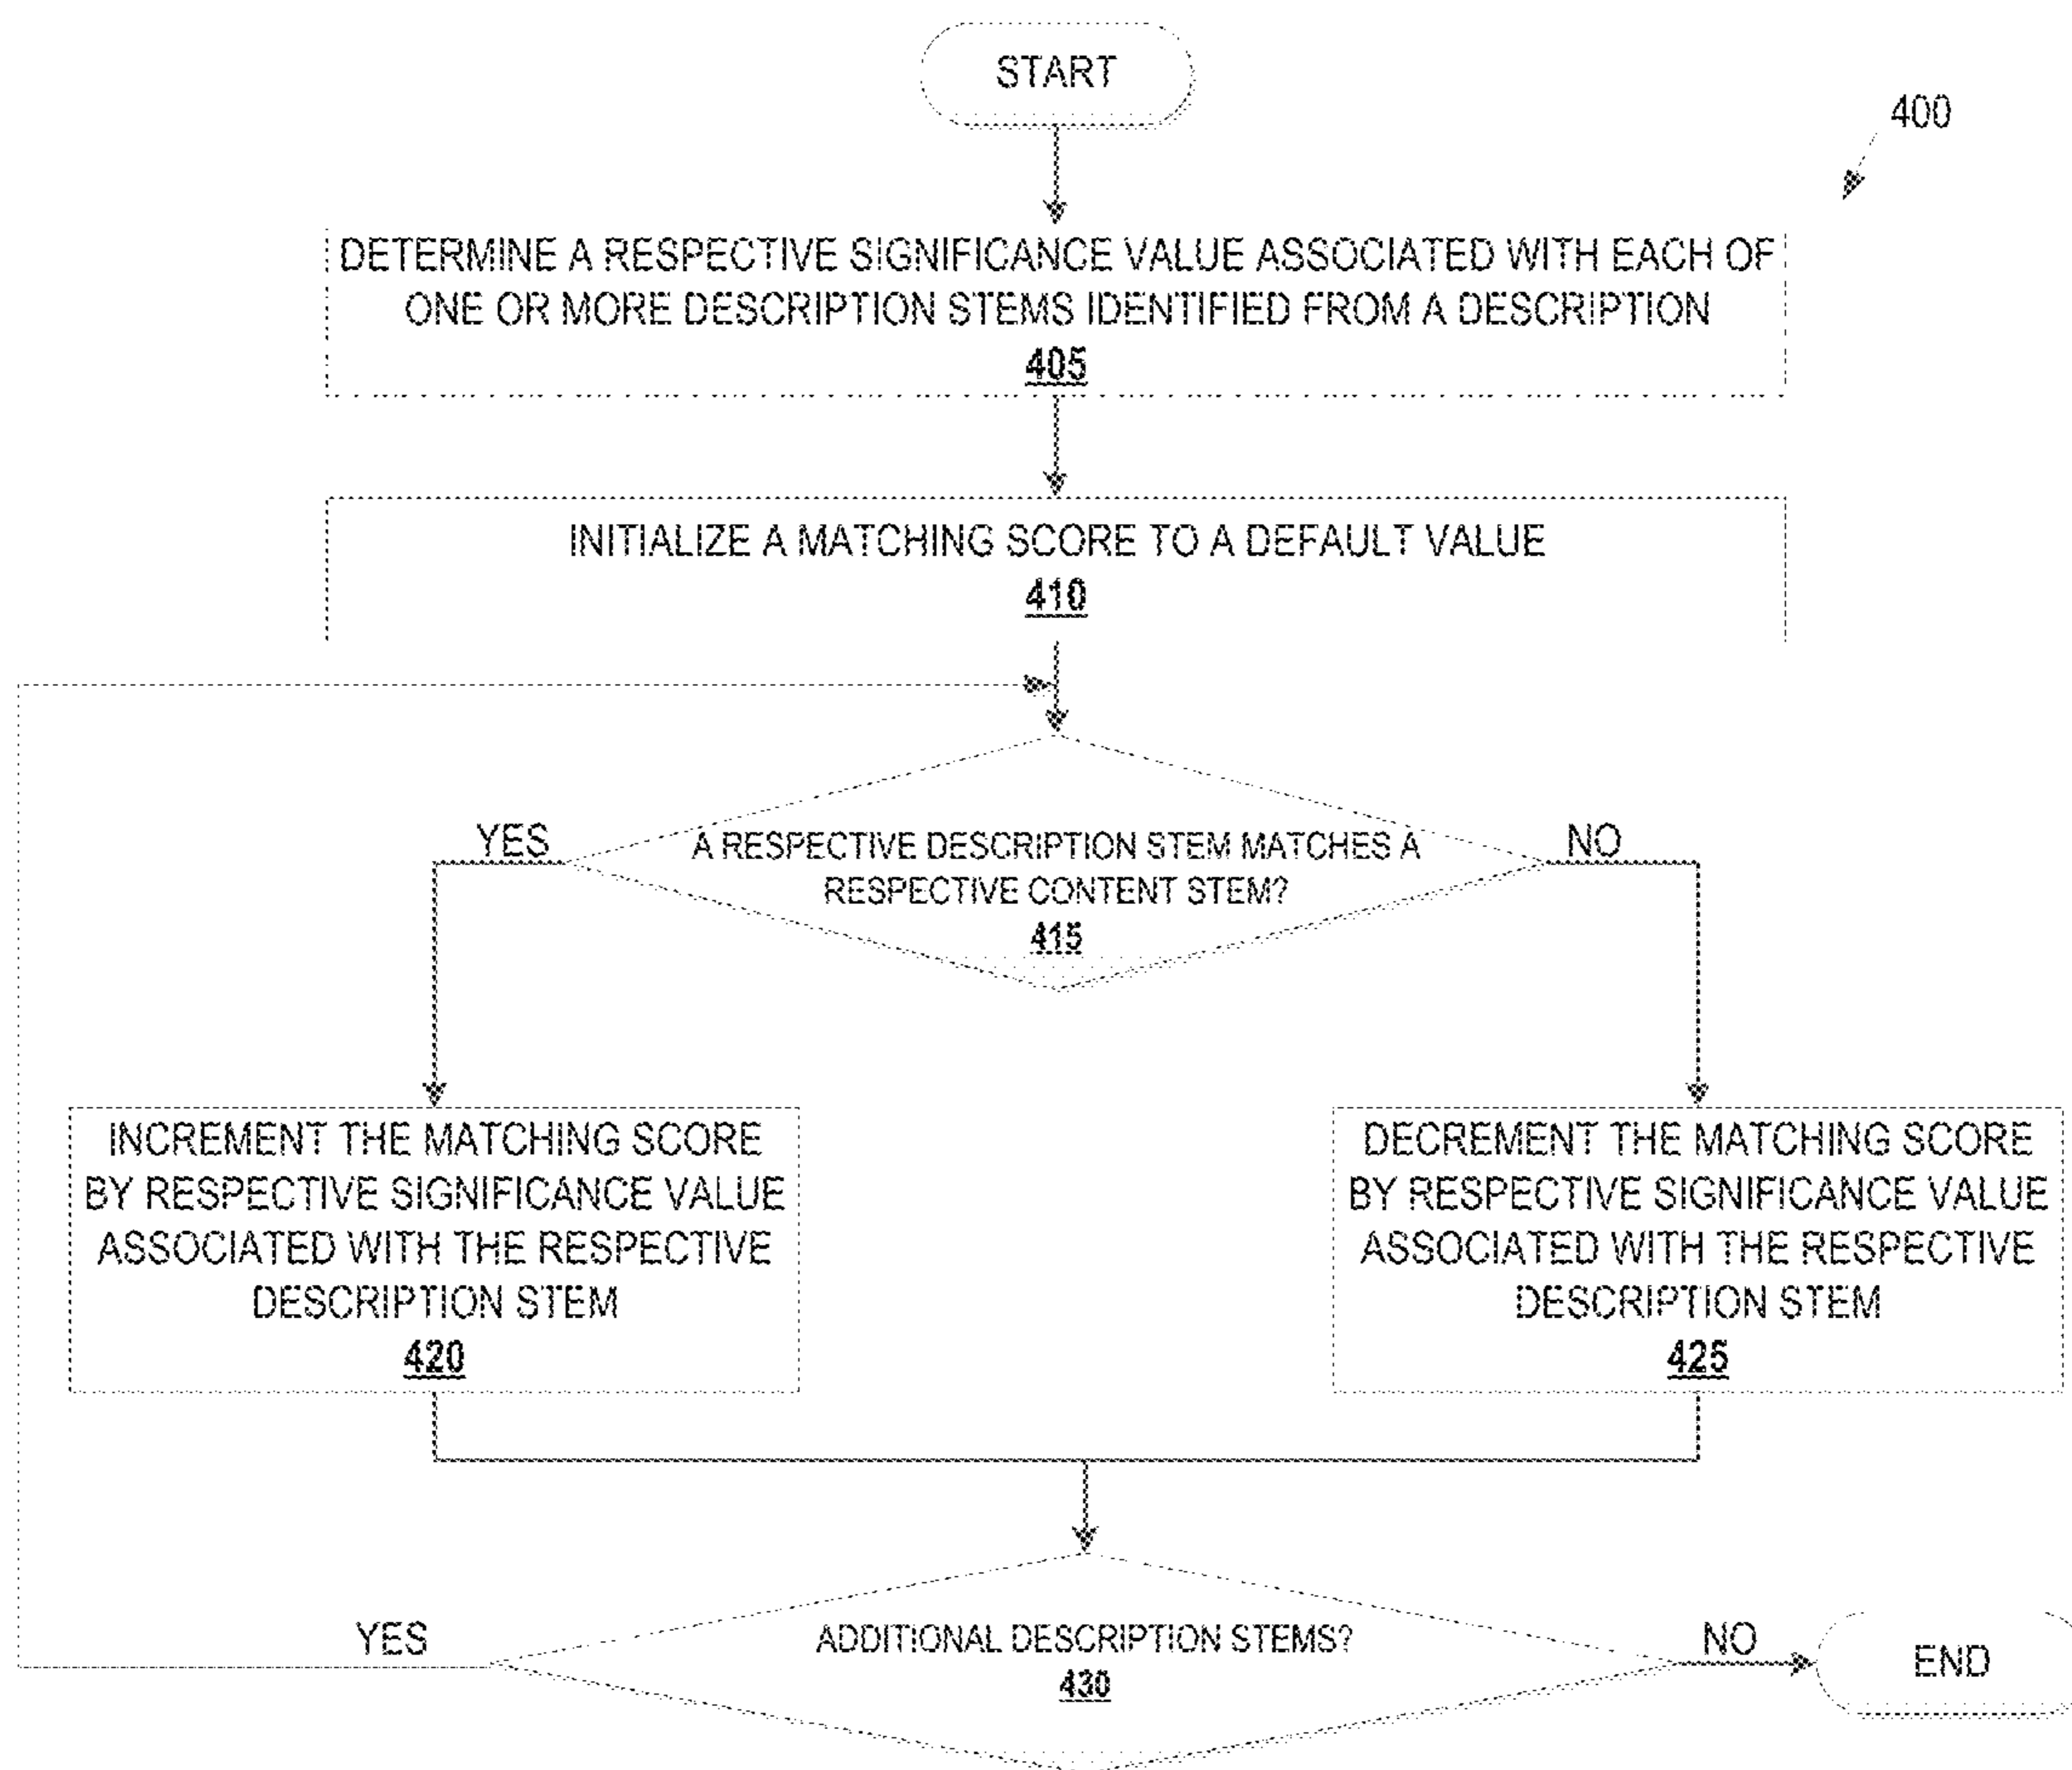 START
400
DETERMINE A RESPECTIVE SIGNIFICANCE VALUE ASSOCIATED WITH EACH OF
ONE OR MORE DESCRIPTION STEMS IDENTIFIED FROM A DESCRIPTION
405
INITIALIZE A MATCHING SCORE TO A DEFAULT VALUE
410
YES
A RESPECTIVE DESCRIPTION STEM MATCHES A
RESPECTIVE CONTENT STEM?
415
NO
INCREMENT THE MATCHING SCORE
BY RESPECTIVE SIGNIFICANCE VALUE
ASSOCIATED WITH THE RESPECTIVE
DESCRIPTION STEM
420
DECREMENT THE MATCHING SCORE
BY RESPECTIVE SIGNIFICANCE VALUE
ASSOCIATED WITH THE RESPECTIVE
DESCRIPTION STEM
425
YES
ADDITIONAL DESCRIPTION STEMS?
430
NO
END